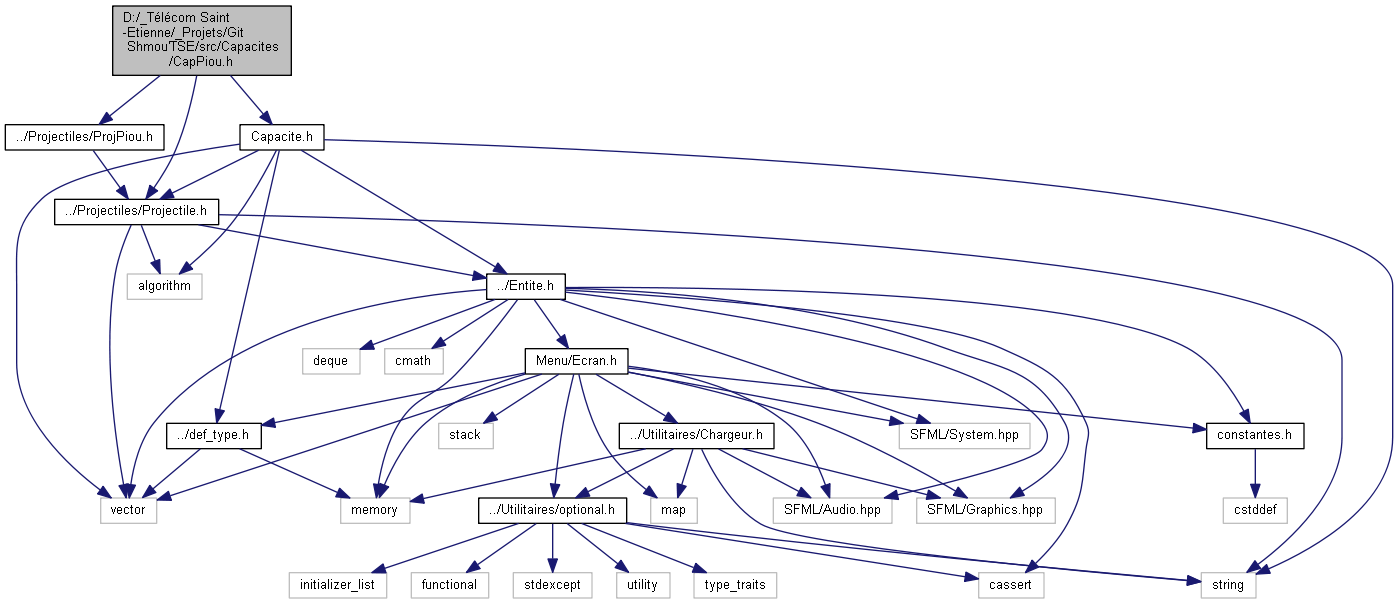 D:/_Télécom Saint
-Etienne/_Projets/Git
Shmou'TSE/src/Capacites
/CapPiou.h
../Projectiles/ProjPiou.h
Capacite.h
../Projectiles/Projectile.h
algorithm
../Entite.h
deque
cmath
Menu/Ecran.h
../def_type.h
stack
../Utilitaires/Chargeur.h
SFML/System.hpp
constantes.h
vector
memory
../Utilitaires/optional.h
map
SFML/Audio.hpp
SFML/Graphics.hpp
cstddef
initializer_list
functional
stdexcept
utility
type_traits
cassert
string